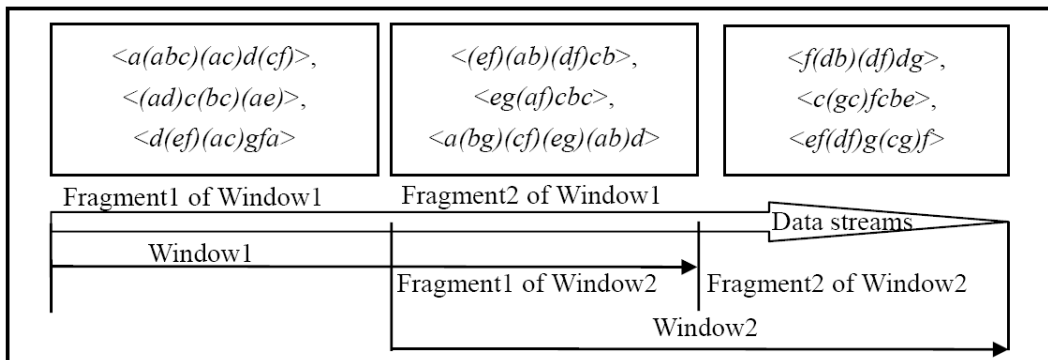 <a(abc)(ac)d(cf)>,
<(ad)c(bc)(ae)>,
<d(ef)(ac)gfa>
<(ef)(ab)(df)cb>,
<eg(af)cbc>,
<a(bg)(cf)(eg)(ab)d>
<f(db)(df)dg>,
<c(gc)fcbe>,
<ef(df)g(cg)f>
Fragment1 of Window1
Fragment2 of Window1
Data streams
Window1
Fragment1 of Window2
Fragment2 of Window2
Window2